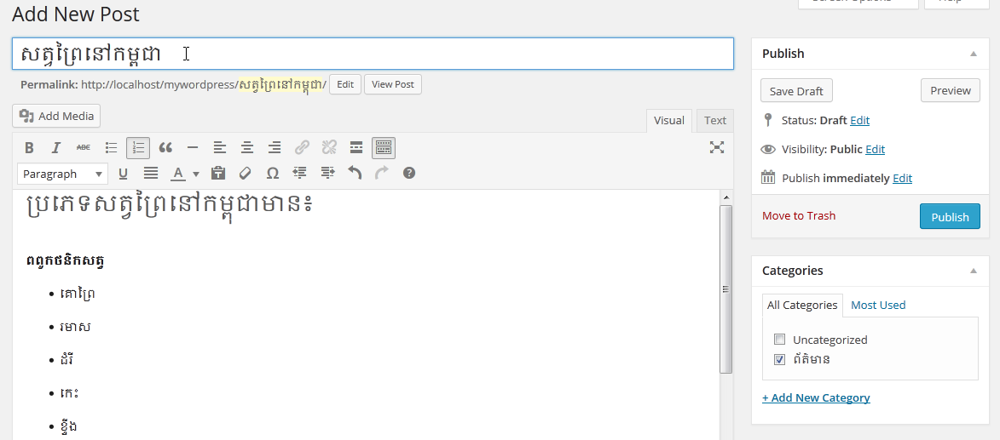 Add New Post
សត្វព្រៃនៅកម្ពុជា
Permalink: http://localhost/mywordpress/សត្វព្រៃនៅកម្ពុជា/ Edit View Post
Add Media
Visual Text
B I ABC
Paragraph U A Ω
ប្រភេទសត្វព្រៃនៅកម្ពុជាមាន៖
ពពួកថនិកសត្វ
• គោព្រៃ
• រមាស
• ដំរី
• កេះ
• ខ្ទីង
Publish
Save Draft Preview
Status: Draft Edit
Visibility: Public Edit
Publish immediately Edit
Move to Trash Publish
Categories
All Categories Most Used
Uncategorized
ព័ត៌មាន
+ Add New Category